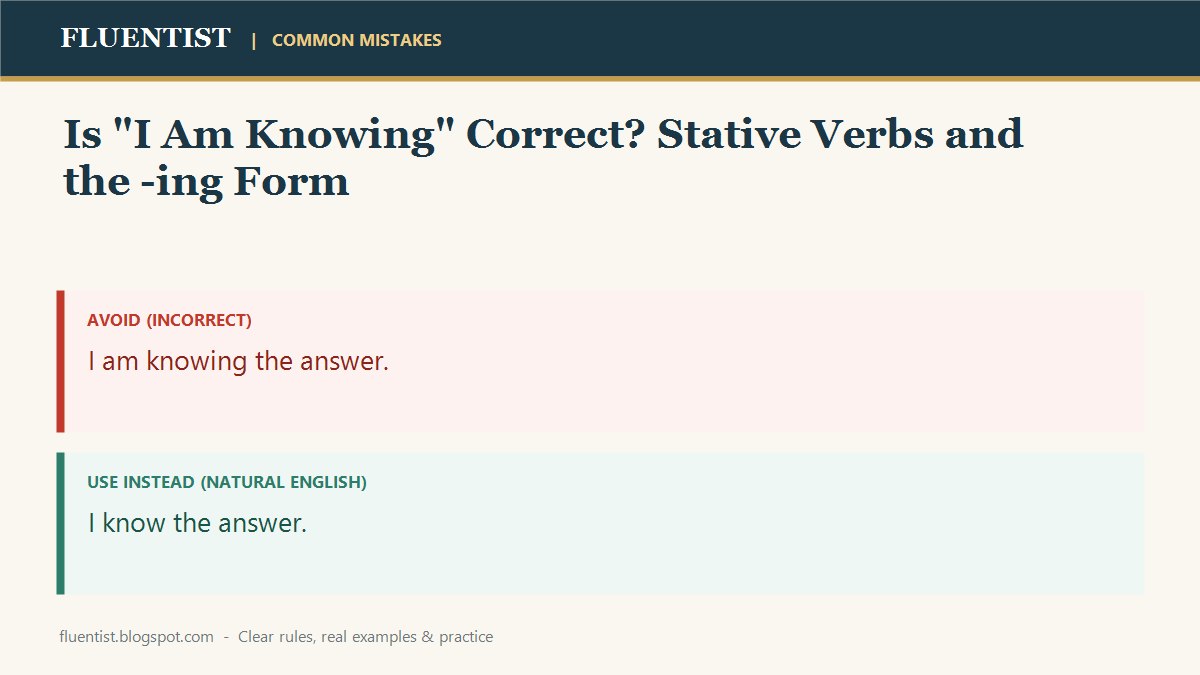 FLUENTIST | COMMON MISTAKES
Is "I Am Knowing" Correct? Stative Verbs and
the -ing Form
AVOID (INCORRECT)
I am knowing the answer.
USE INSTEAD (NATURAL ENGLISH)
I know the answer.
fluentist.blogspot.com - Clear rules, real examples & practice